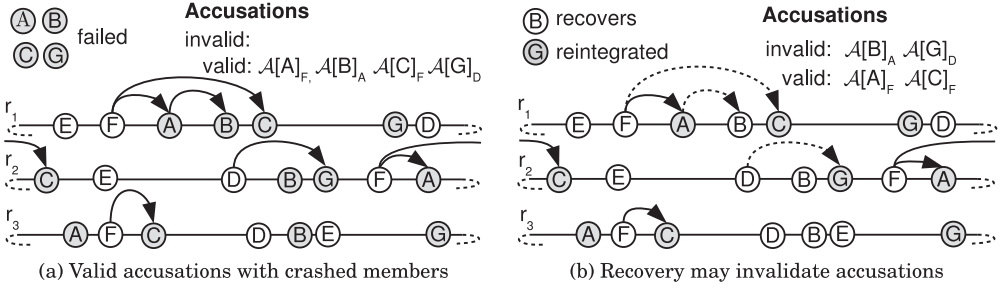 A B
C G
failed
Accusations
invalid:
valid: 𝒜[A]F, 𝒜[B]A 𝒜[C]F 𝒜[G]D
r1 E F A B C G D
r2 C E D B G F A
r3 A F C D B E G
(a) Valid accusations with crashed members
B recovers
G reintegrated
Accusations
invalid: 𝒜[B]A 𝒜[G]D
valid: 𝒜[A]F 𝒜[C]F
r1 E F A B C G D
r2 C E D B G F A
r3 A F C D B E G
(b) Recovery may invalidate accusations